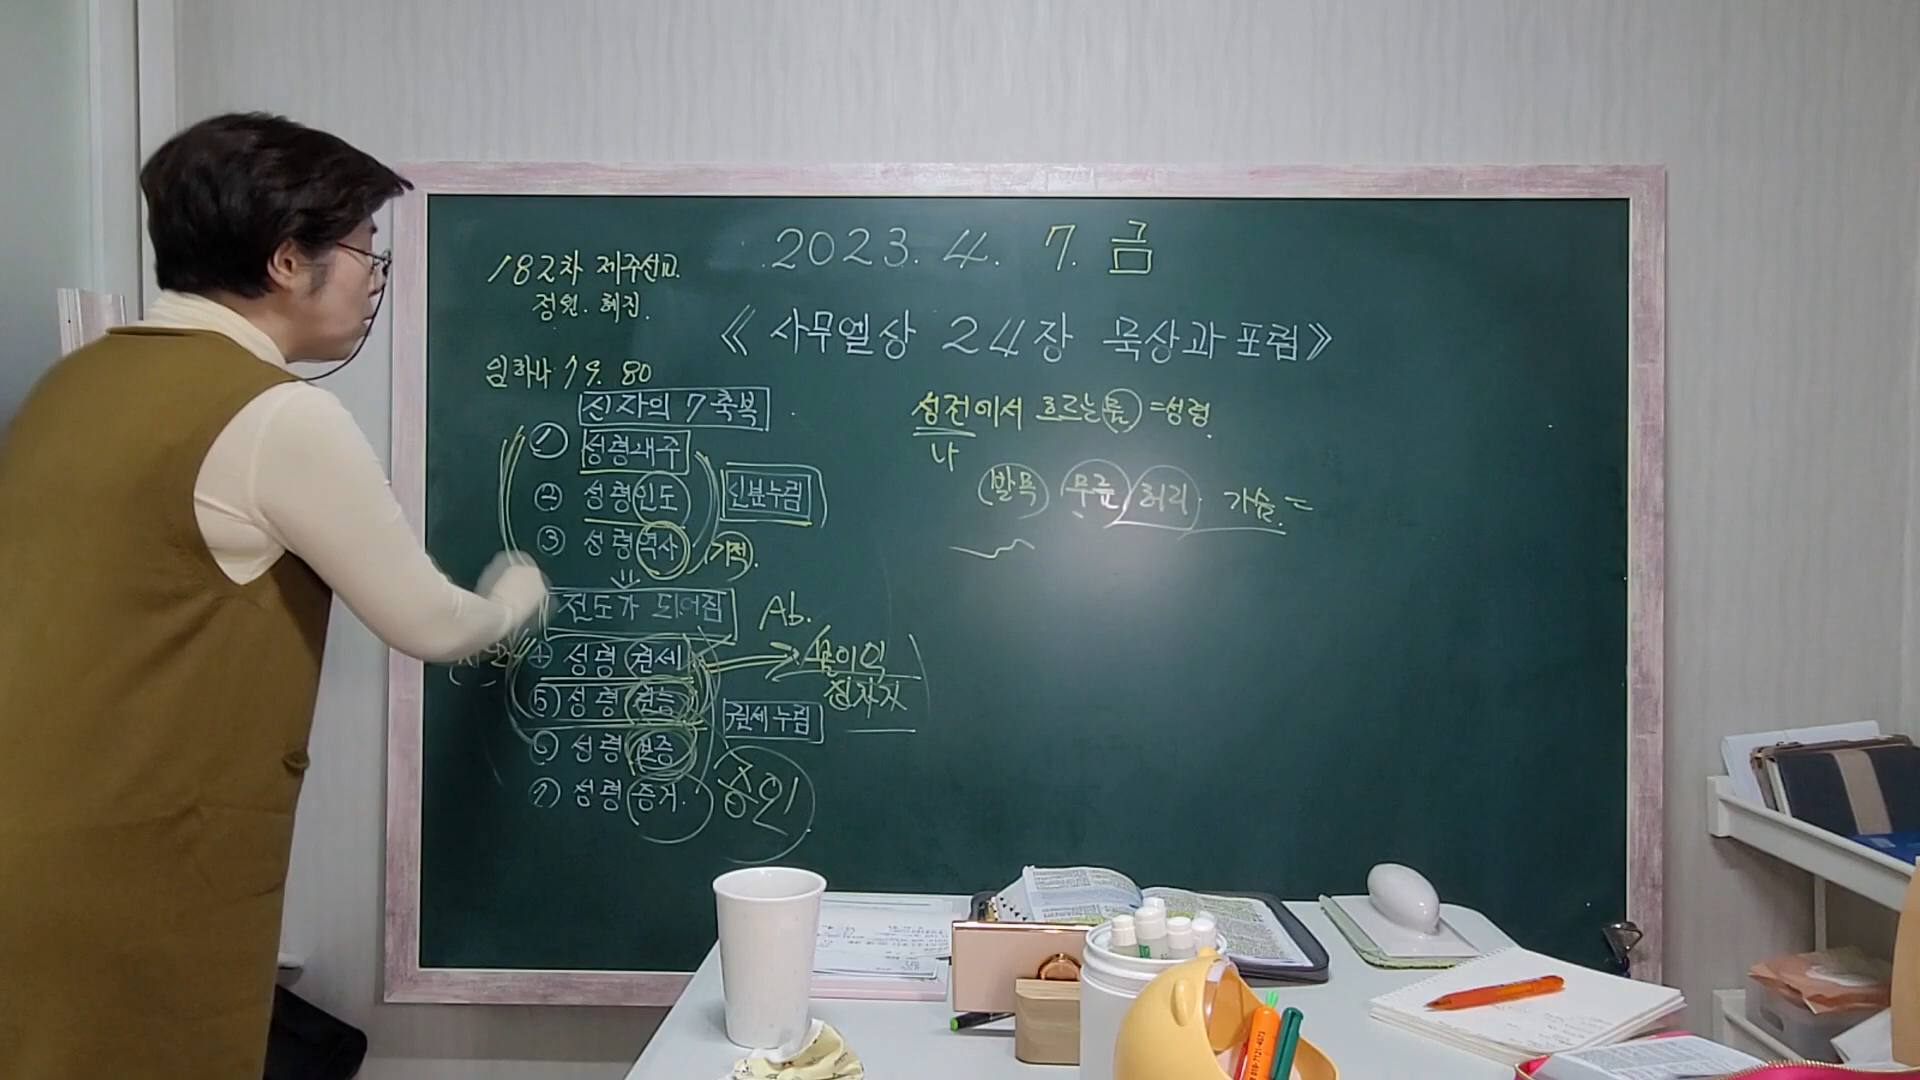 2023. 4. 7. 금
182차 제주선교.
정원. 혜진.
《 사무엘상 24장 묵상과 포럼》
임하나 79. 80
신자의 7축복
① 성령내주
② 성령인도
신분누림
③ 성령역사
기적.
전도가 되어짐
Ab.
④ 성령 권세
⑤ 성령 권능
권세누림
⑥ 성령 보증
⑦ 성령 증거.
증인
성전에서 흐르는 물 = 성령.
나
발목 무릎 허리. 가슴. =